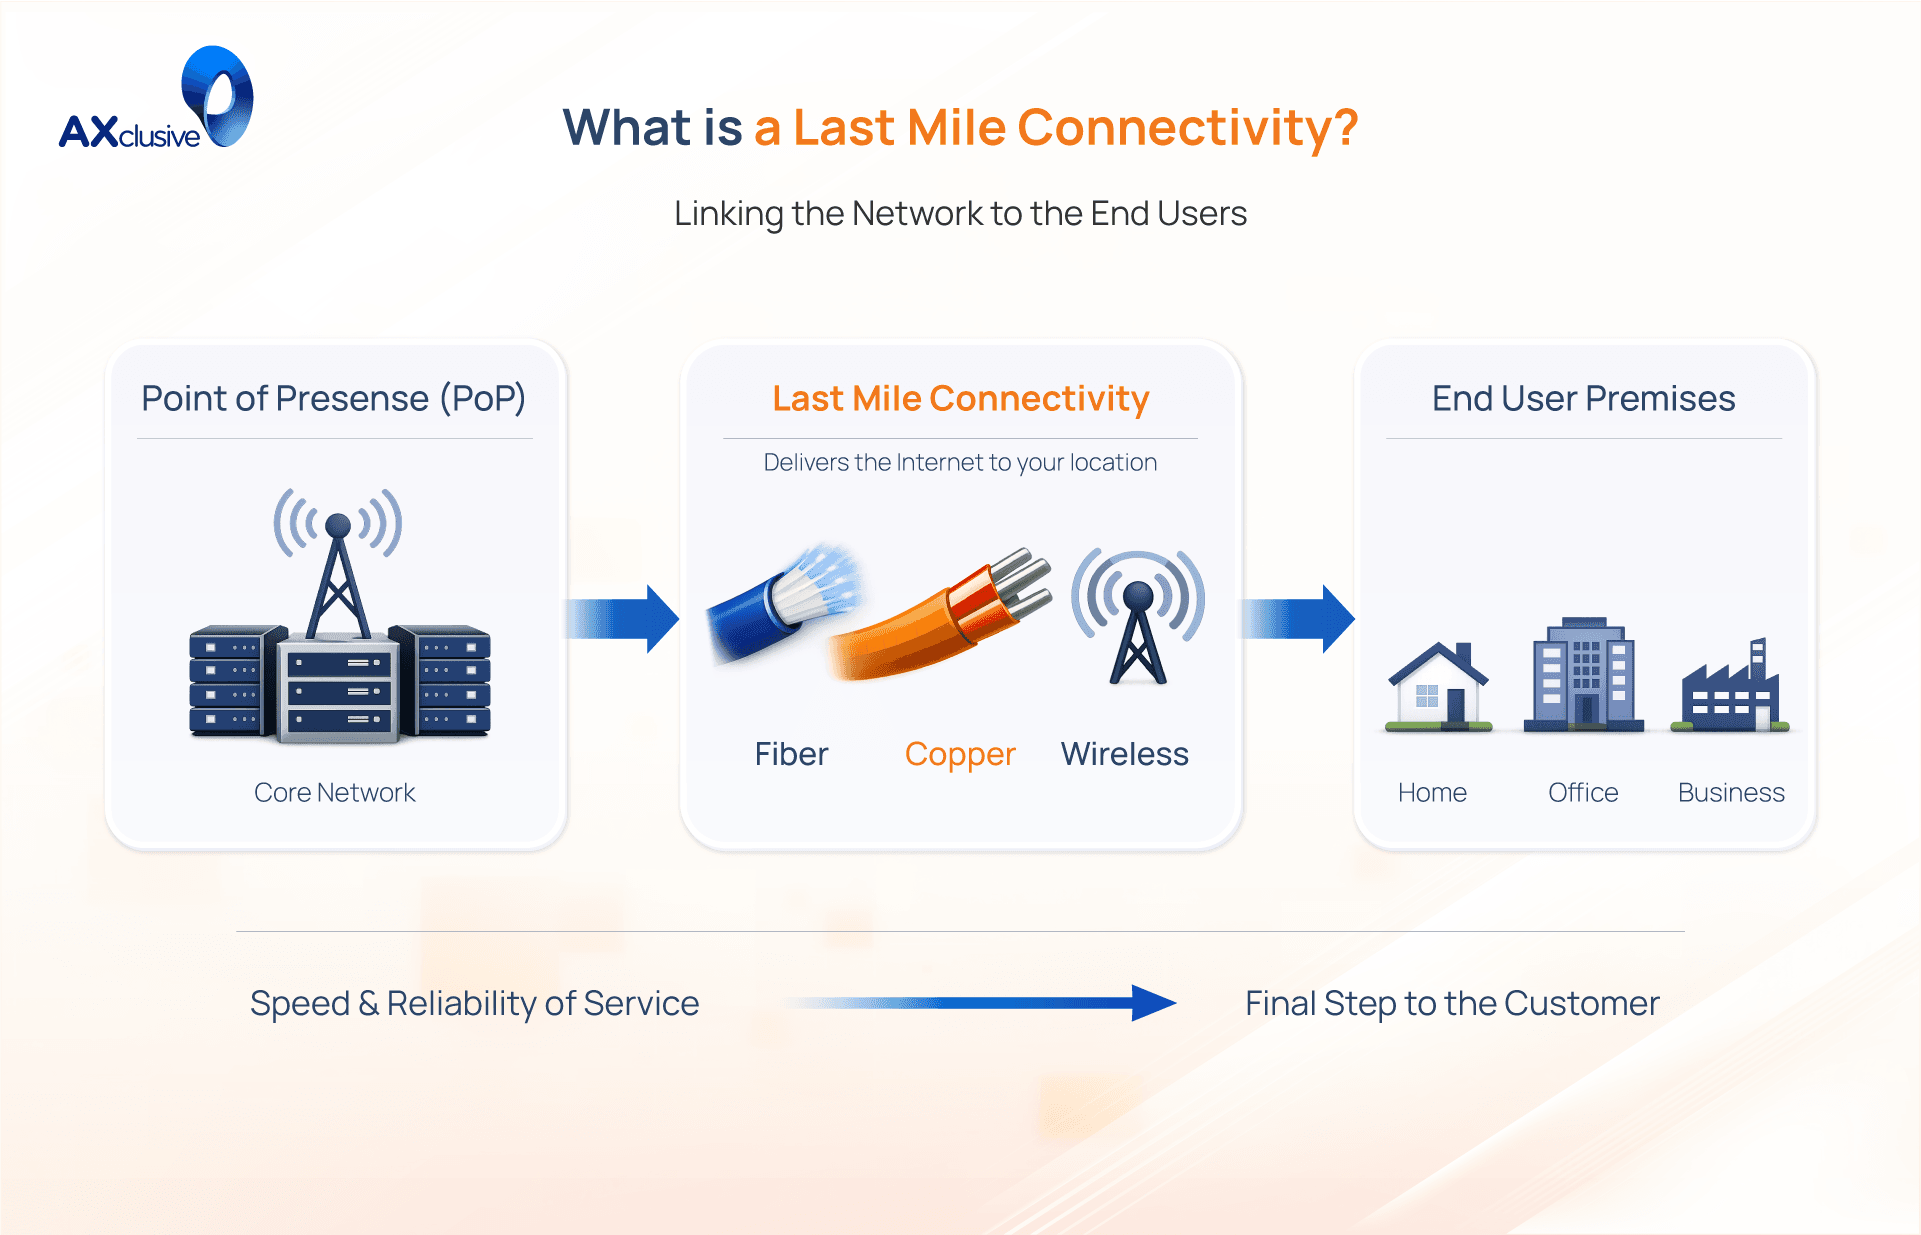 AXclusive
What is a Last Mile Connectivity?
Linking the Network to the End Users
Point of Presense (PoP)
Core Network
Last Mile Connectivity
Delivers the Internet to your location
Fiber
Copper
Wireless
End User Premises
Home
Office
Business
Speed & Reliability of Service
Final Step to the Customer